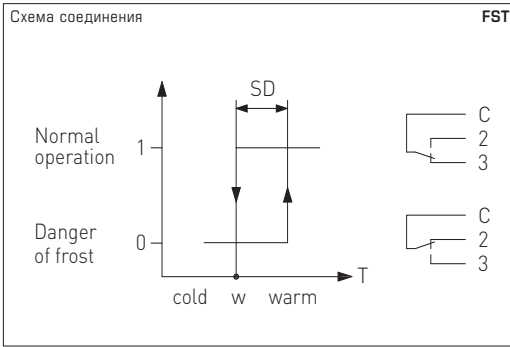 Схема соединения FST
SD
Normal
operation
1
C
2
3
Danger
of frost
0
C
2
3
T
cold w warm